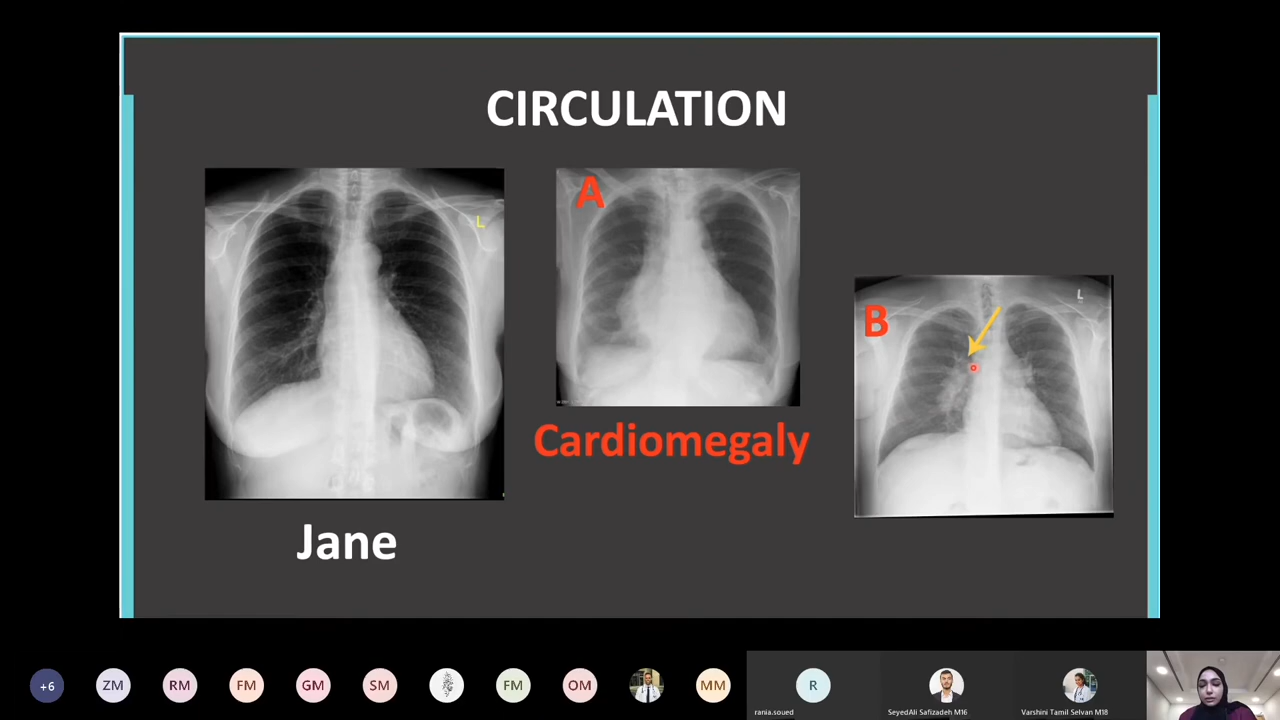 CIRCULATION
L
A
B
L
Cardiomegaly
Jane
+6
ZM
RM
FM
GM
SM
FM
OM
MM
R
rania.soued
SeyedAli Safizadeh M16
Varshini Tamil Selvan M18